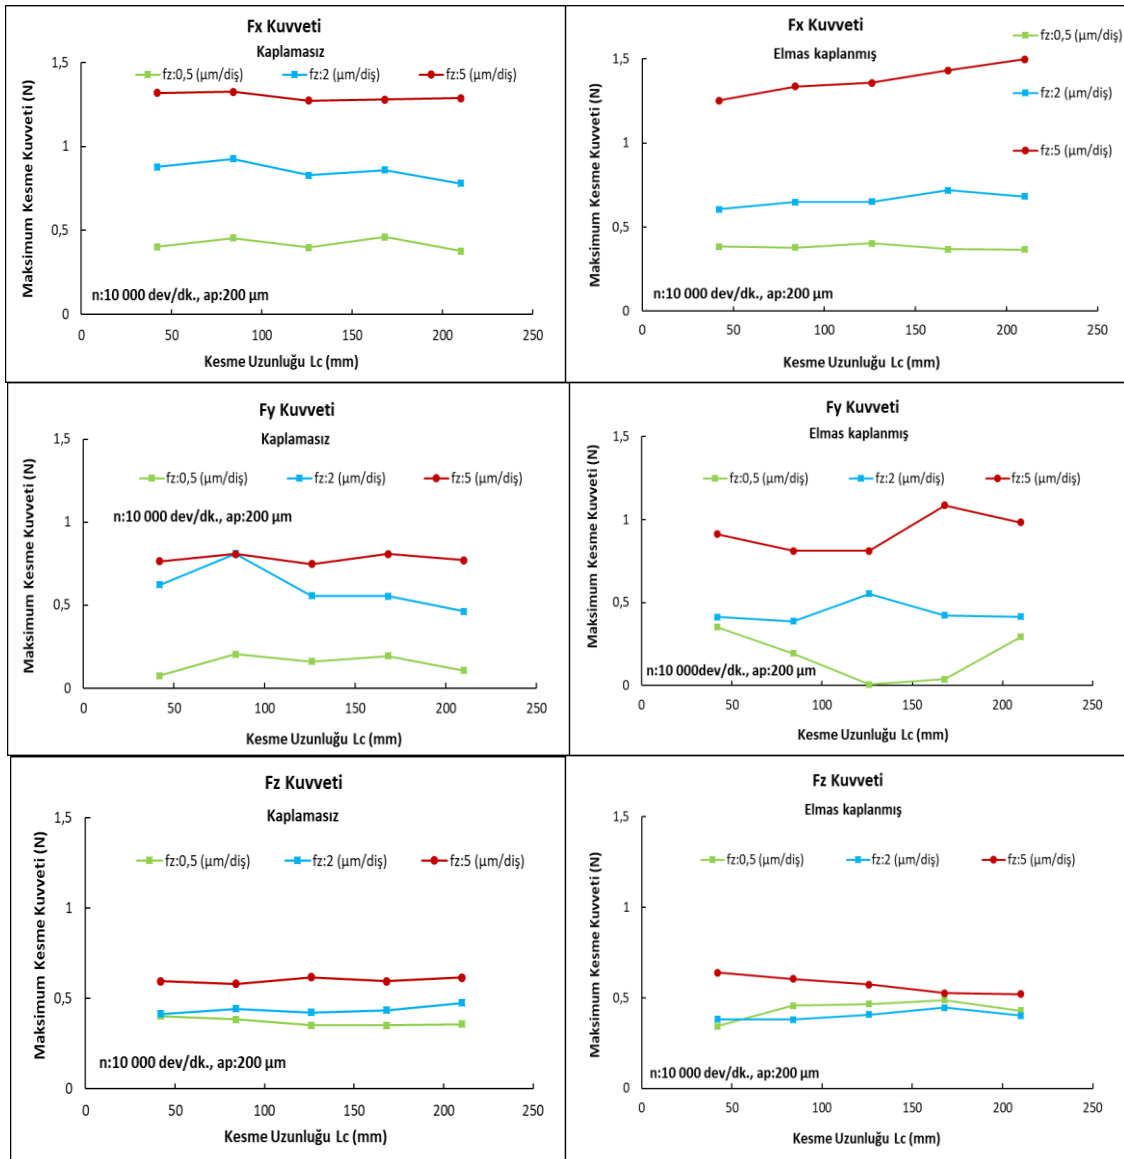 Fx Kuvveti
Kaplamasız
fz:0,5 (µm/diş) fz:2 (µm/diş) fz:5 (µm/diş)
Maksimum Kesme Kuvveti (N)
1,5
1
0,5
0
n:10 000 dev/dk., ap:200 µm
0 50 100 150 200 250
Kesme Uzunluğu Lc (mm)
Fx Kuvveti
Elmas kaplanmış
fz:0,5 (µm/diş)
fz:2 (µm/diş)
fz:5 (µm/diş)
Maksimum Kesme Kuvveti (N)
1,5
1
0,5
0
n:10 000 dev/dk., ap:200 µm
0 50 100 150 200 250
Kesme Uzunluğu Lc (mm)
Fy Kuvveti
Kaplamasız
fz:0,5 (µm/diş) fz:2 (µm/diş) fz:5 (µm/diş)
n:10 000 dev/dk., ap:200 µm
Maksimum Kesme Kuvveti (N)
1,5
1
0,5
0
0 50 100 150 200 250
Kesme Uzunluğu Lc (mm)
Fy Kuvveti
Elmas kaplanmış
fz:0,5 (µm/diş) fz:2 (µm/diş) fz:5 (µm/diş)
Maksimum Kesme Kuvveti (N)
1,5
1
0,5
0
n:10 000dev/dk., ap:200 µm
0 50 100 150 200 250
Kesme Uzunluğu Lc (mm)
Fz Kuvveti
Kaplamasız
fz:0,5 (µm/diş) fz:2 (µm/diş) fz:5 (µm/diş)
Maksimum Kesme Kuvveti (N)
1,5
1
0,5
0
n:10 000 dev/dk., ap:200 µm
0 50 100 150 200 250
Kesme Uzunluğu Lc (mm)
Fz Kuvveti
Elmas kaplanmış
fz:0,5 (µm/diş) fz:2 (µm/diş) fz:5 (µm/diş)
Maksimum Kesme Kuvveti (N)
1,5
1
0,5
0
n:10 000 dev/dk., ap:200 µm
0 50 100 150 200 250
Kesme Uzunluğu Lc (mm)